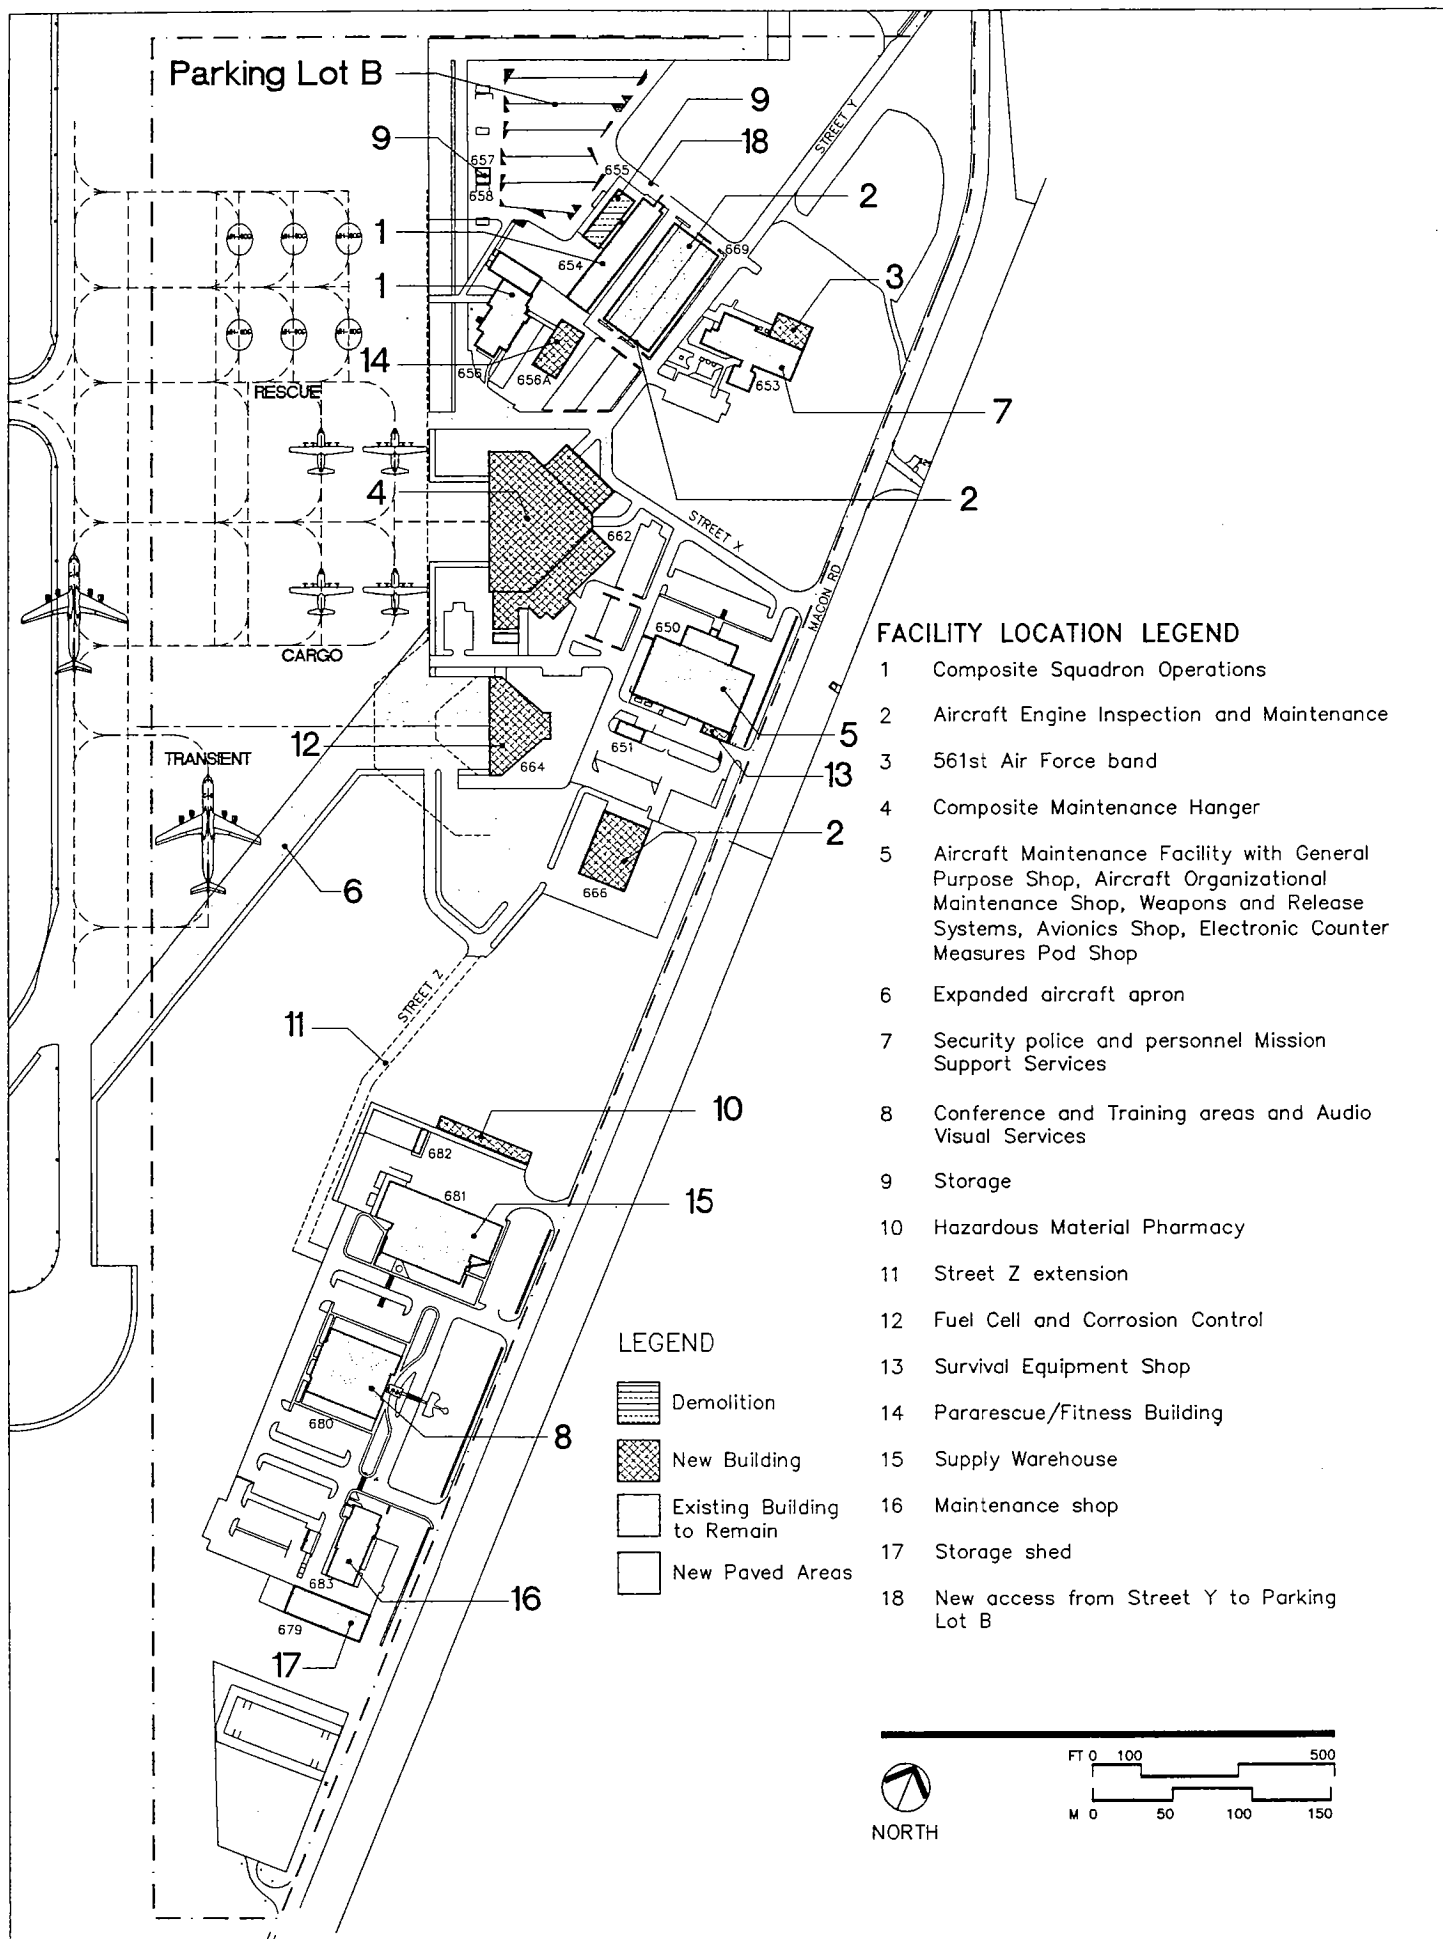 Parking Lot B
9
18
9
657
658
655
STREET Y
2
1
654
669
1
3
14
656
656A
653
7
RESCUE
4
2
STREET X
662
MACON RD
650
CARGO
12
664
651
5
13
TRANSIENT
2
666
6
STREET Z
11
10
682
681
15
680
8
683
16
679
17
FACILITY LOCATION LEGEND
1 Composite Squadron Operations
2 Aircraft Engine Inspection and Maintenance
3 561st Air Force band
4 Composite Maintenance Hanger
5 Aircraft Maintenance Facility with General
Purpose Shop, Aircraft Organizational
Maintenance Shop, Weapons and Release
Systems, Avionics Shop, Electronic Counter
Measures Pod Shop
6 Expanded aircraft apron
7 Security police and personnel Mission
Support Services
8 Conference and Training areas and Audio
Visual Services
9 Storage
10 Hazardous Material Pharmacy
11 Street Z extension
12 Fuel Cell and Corrosion Control
13 Survival Equipment Shop
14 Pararescue/Fitness Building
15 Supply Warehouse
16 Maintenance shop
17 Storage shed
18 New access from Street Y to Parking
Lot B
LEGEND
Demolition
New Building
Existing Building
to Remain
New Paved Areas
NORTH
FT 0 100 500
M 0 50 100 150